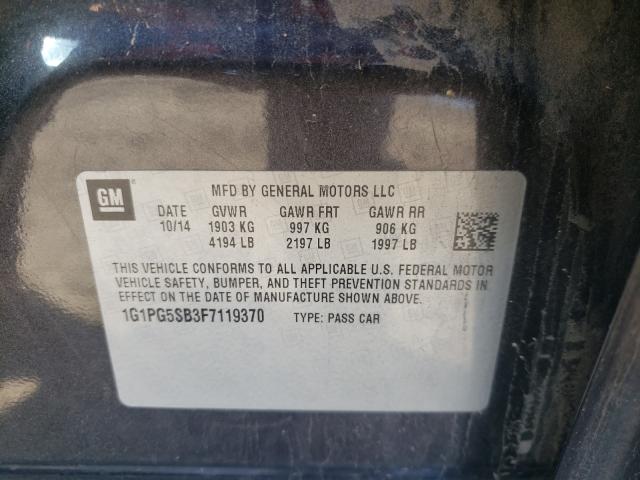 GM
MFD BY GENERAL MOTORS LLC
DATE GVWR GAWR FRT GAWR RR
10/14 1903 KG 997 KG 906 KG
4194 LB 2197 LB 1997 LB
THIS VEHICLE CONFORMS TO ALL APPLICABLE U.S. FEDERAL MOTOR
VEHICLE SAFETY, BUMPER, AND THEFT PREVENTION STANDARDS
IN EFFECT ON THE DATE OF MANUFACTURE SHOWN ABOVE.
1G1PG5SB3F7119370 TYPE: PASS CAR